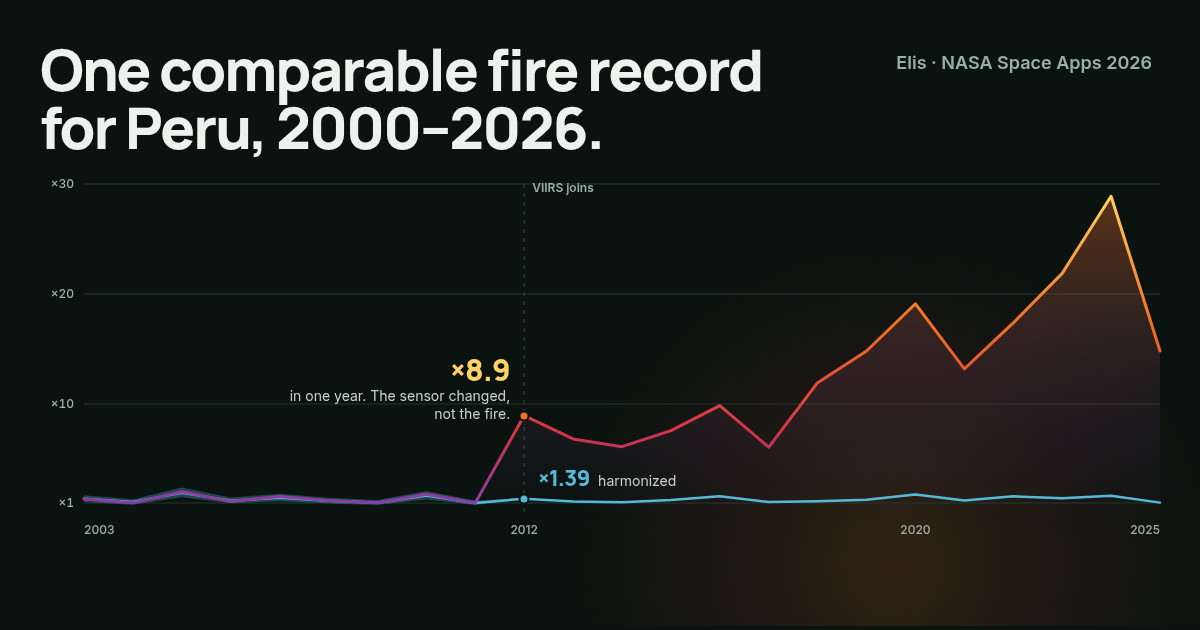 One comparable fire record
for Peru, 2000–2026.
Elis · NASA Space Apps 2026
×30
VIIRS joins
×20
×8.9
in one year. The sensor changed,
not the fire.
×10
×1.39 harmonized
×1
2003
2012
2020
2025